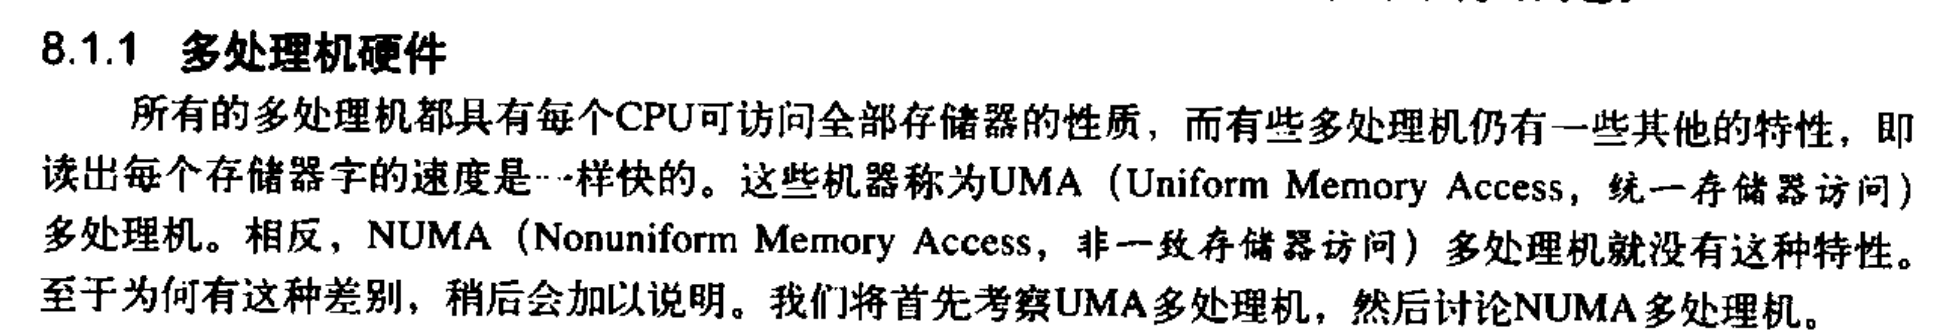 8.1.1 多处理机硬件
所有的多处理机都具有每个CPU可访问全部存储器的性质，而有些多处理机仍有一些其他的特性，即
读出每个存储器字的速度是一样快的。这些机器称为UMA（Uniform Memory Access，统一存储器访问）
多处理机。相反，NUMA（Nonuniform Memory Access，非一致存储器访问）多处理机就没有这种特性。
至于为何有这种差别，稍后会加以说明。我们将首先考察UMA多处理机，然后讨论NUMA多处理机。